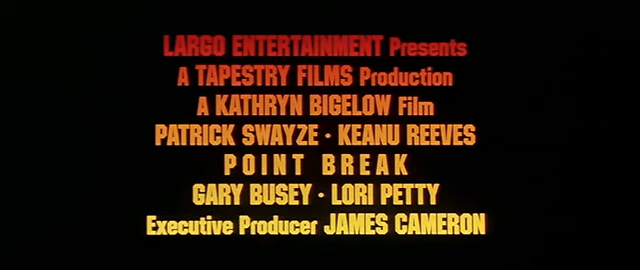 LARGO ENTERTAINMENT Presents
A TAPESTRY FILMS Production
A KATHRYN BIGELOW Film
PATRICK SWAYZE · KEANU REEVES
POINT BREAK
GARY BUSEY · LORI PETTY
Executive Producer JAMES CAMERON